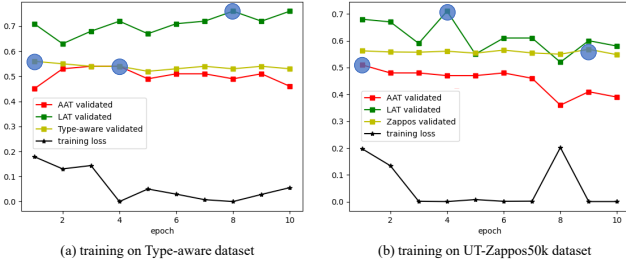 0.7
0.6
0.5
0.4
0.3
0.2
0.1
0.0
AAT validated
LAT validated
Type-aware validated
training loss
2 4 6 8 10
epoch
(a) training on Type-aware dataset
0.7
0.6
0.5
0.4
0.3
0.2
0.1
0.0
AAT validated
LAT validated
Zappos validated
training loss
2 4 6 8 10
epoch
(b) training on UT-Zappos50k dataset